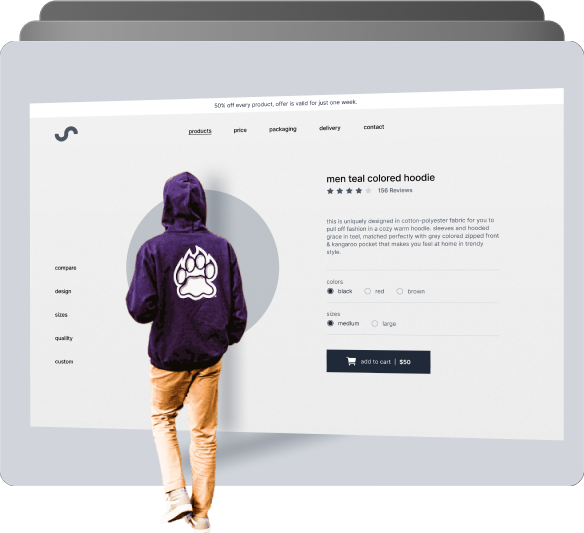 50% off every product, offer is valid for just one week.
products price packaging delivery contact
men teal colored hoodie
156 Reviews
this is uniquely designed in cotton-polyester fabric for you to
pull off fashion in a cozy warm hoodie. sleeves and hooded
grace in teel, matched perfectly with gray colored zipped front
& kangaroo pocket that makes you feel at home in trendy
style.
compare
design
sizes
quality
custom
colors
black red brown
sizes
medium large
add to cart | $50